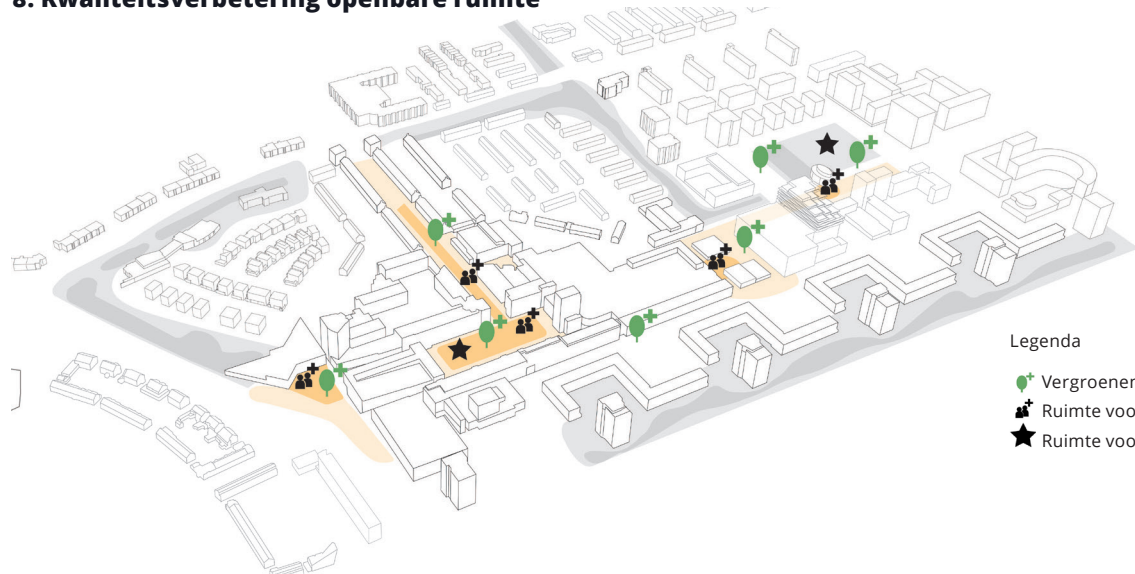 8. Kwaliteitsverbetering openbare ruimte
Legenda
Vergroenen
Ruimte voo
Ruimte voo